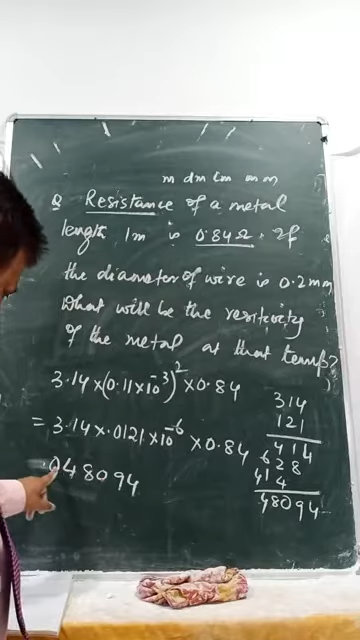 m dm cm mm
Q Resistance of a metal
length 1m is 0.84Ω. If
the diameter of wire is 0.2mm
what will be the resitivity
of the metal at that temp?
3.14×(0.11×10⁻³)²×0.84
=3.14×.0121×10⁻⁶×0.84
.048094
314
121
414
628
414
48094